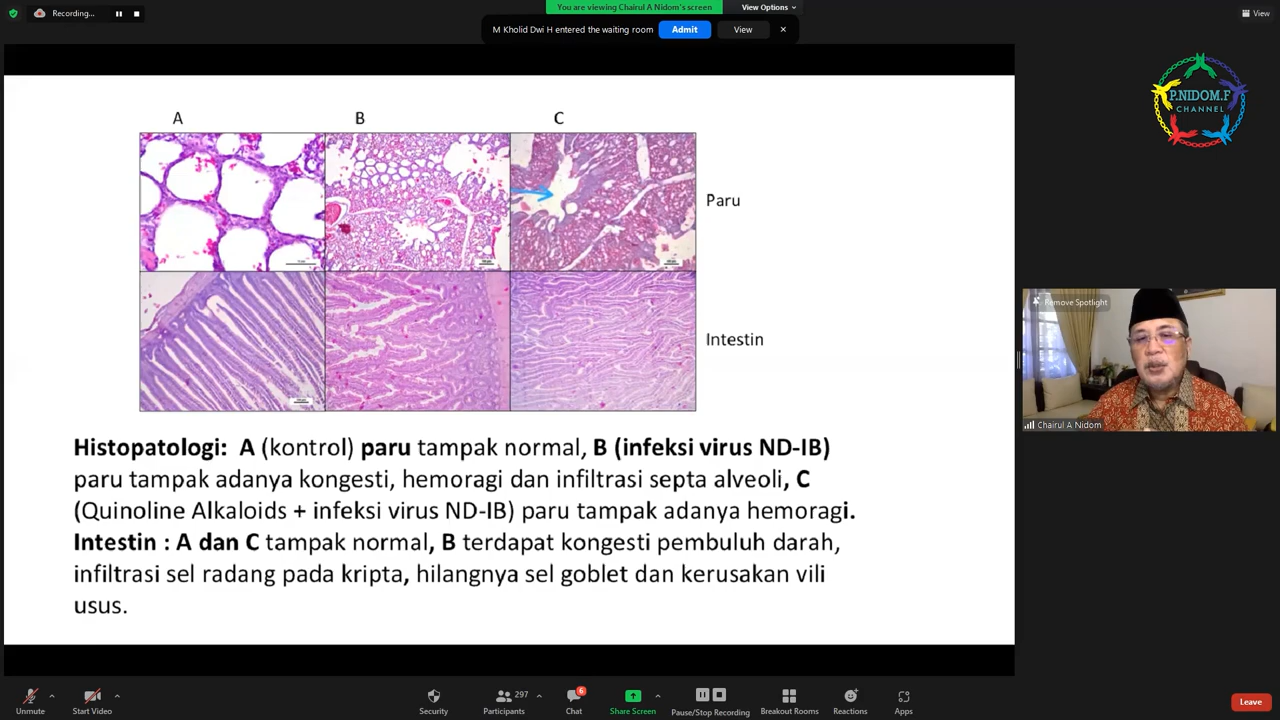 Recording...
You are viewing Chairul A Nidom's screen
View Options
View
M Kholid Dwi H entered the waiting room
Admit
View
P.NIDOM.F
CHANNEL
A
B
C
Paru
Intestin
Remove Spotlight
Chairul A Nidom
Histopatologi: A (kontrol) paru tampak normal, B (infeksi virus ND-IB)
paru tampak adanya kongesti, hemoragi dan infiltrasi septa alveoli, C
(Quinoline Alkaloids + infeksi virus ND-IB) paru tampak adanya hemoragi.
Intestin : A dan C tampak normal, B terdapat kongesti pembuluh darah,
infiltrasi sel radang pada kripta, hilangnya sel goblet dan kerusakan vili
usus.
Unmute
Start Video
Security
297
Participants
6
Chat
Share Screen
Pause/Stop Recording
Breakout Rooms
Reactions
Apps
Leave